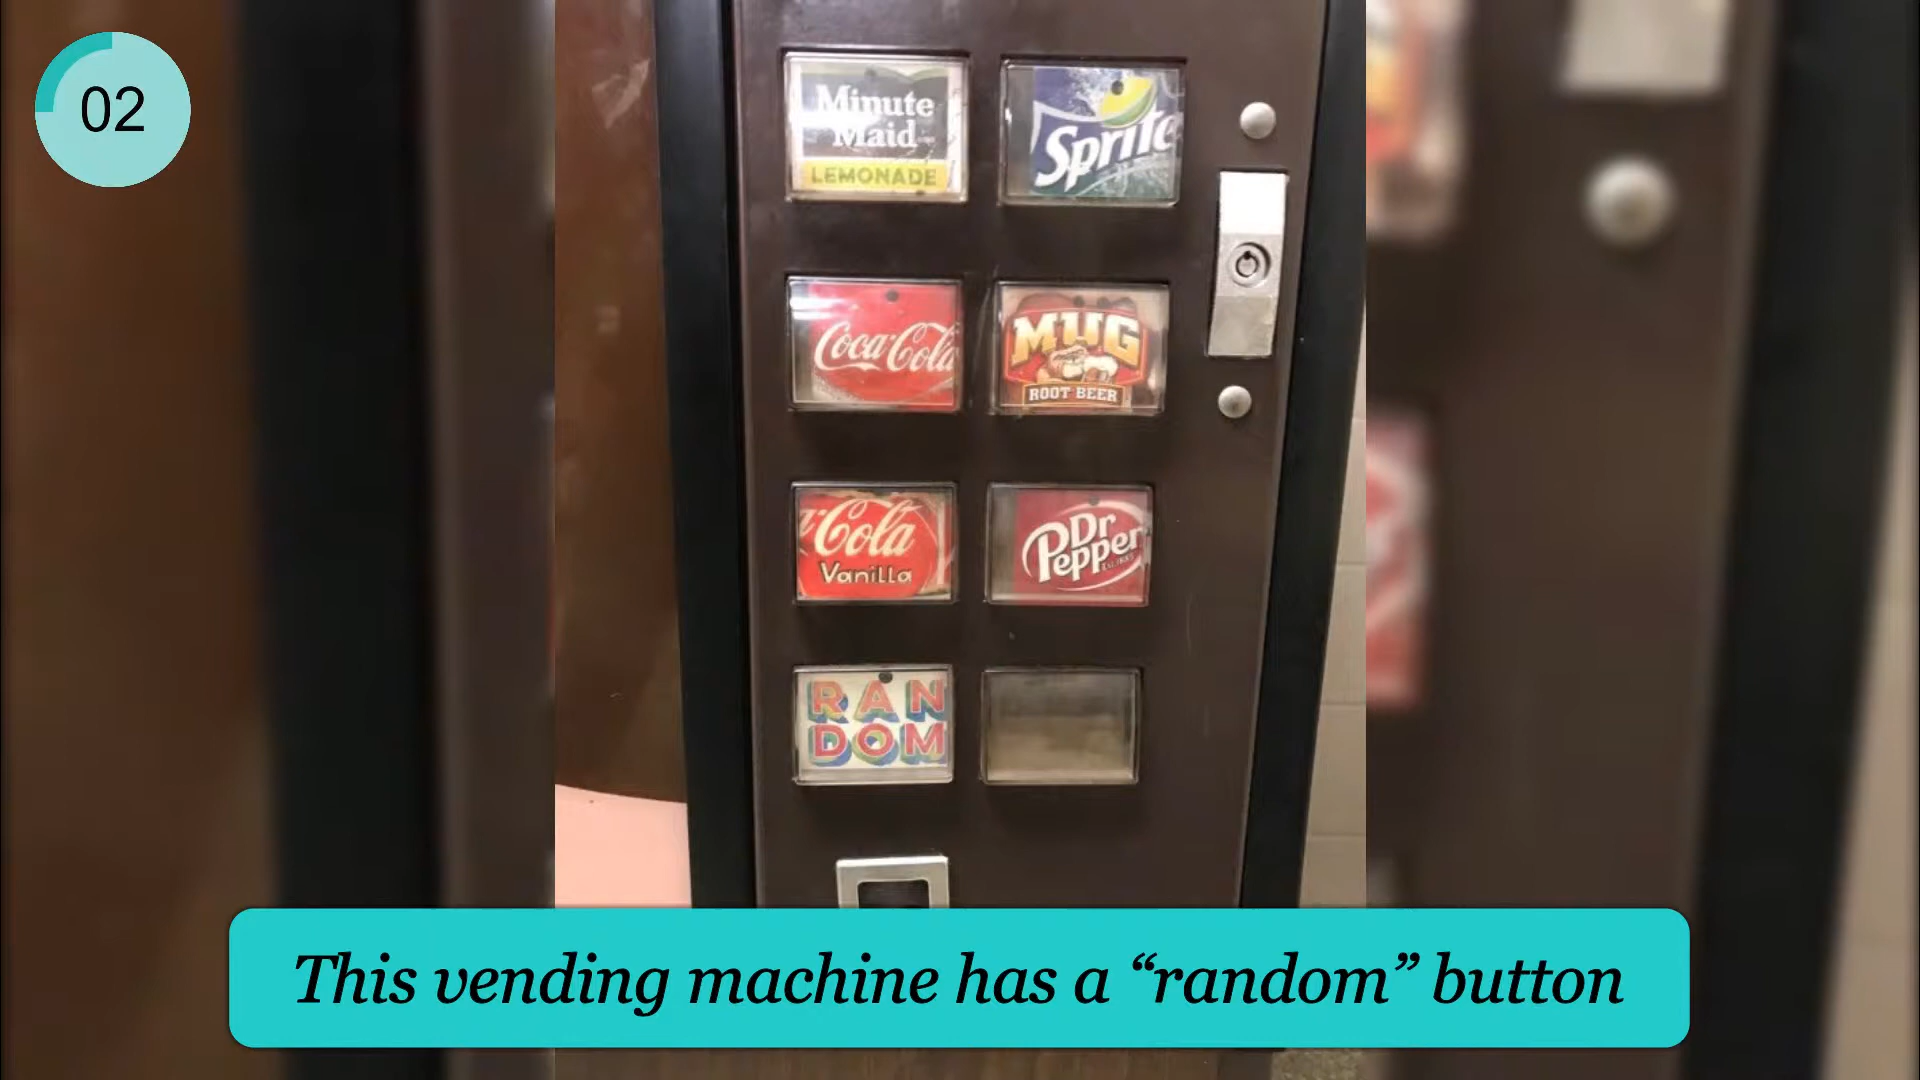 02
Minute
Maid
LEMONADE
Sprite
Coca-Cola
MUG
ROOT BEER
a-Cola
Vanilla
Dr
Pepper
RAN
DOM
This vending machine has a “random” button